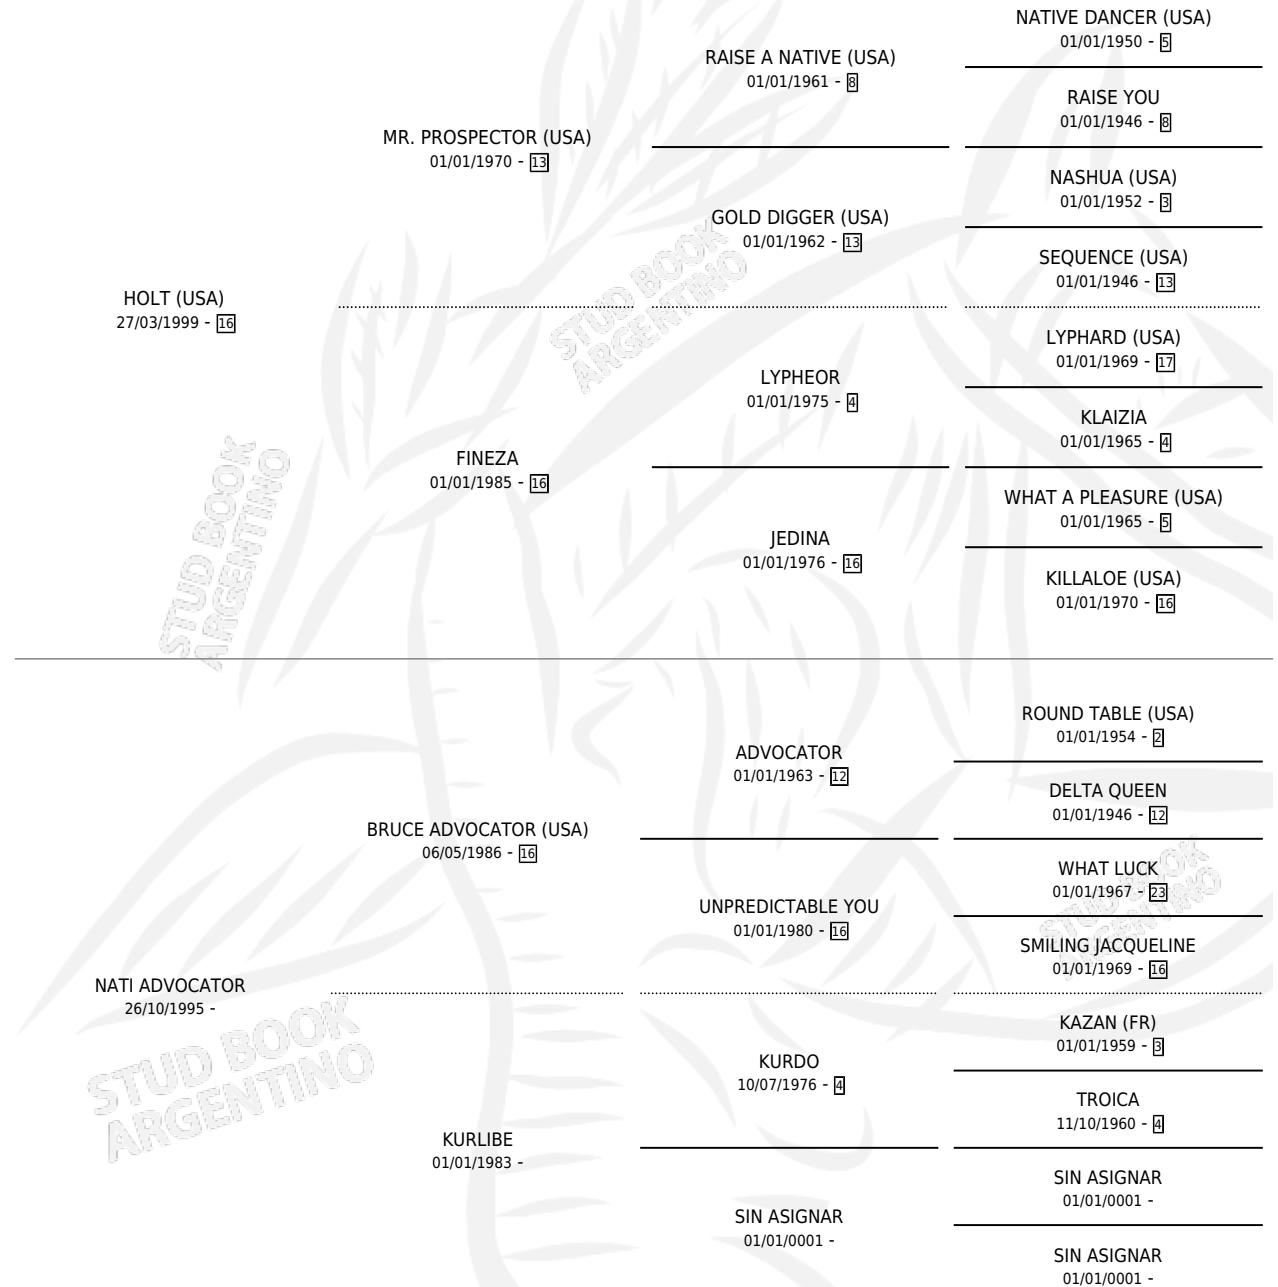 NATIVE DANCER (USA)
01/01/1950 - 5
RAISE A NATIVE (USA)
01/01/1961 - 8
RAISE YOU
01/01/1946 - 8
MR. PROSPECTOR (USA)
01/01/1970 - 13
NASHUA (USA)
01/01/1952 - 3
GOLD DIGGER (USA)
01/01/1962 - 13
SEQUENCE (USA)
01/01/1946 - 13
HOLT (USA)
27/03/1999 - 16
LYPHARD (USA)
01/01/1969 - 17
LYPHEOR
01/01/1975 - 4
KLAIZIA
01/01/1965 - 4
FINEZA
01/01/1985 - 16
WHAT A PLEASURE (USA)
01/01/1965 - 5
JEDINA
01/01/1976 - 16
KILLALOE (USA)
01/01/1970 - 16
STUD BOOK
ARGENTINO
STUD BOOK
ARGENTINO
ROUND TABLE (USA)
01/01/1954 - 2
ADVOCATOR
01/01/1963 - 12
DELTA QUEEN
01/01/1946 - 12
BRUCE ADVOCATOR (USA)
06/05/1986 - 16
WHAT LUCK
01/01/1967 - 23
UNPREDICTABLE YOU
01/01/1980 - 16
SMILING JACQUELINE
01/01/1969 - 16
NATI ADVOCATOR
26/10/1995 -
KAZAN (FR)
01/01/1959 - 3
KURDO
10/07/1976 - 4
TROICA
11/10/1960 - 4
KURLIBE
01/01/1983 -
SIN ASIGNAR
01/01/0001 -
SIN ASIGNAR
01/01/0001 -
SIN ASIGNAR
01/01/0001 -
STUD BOOK
ARGENTINO
STUD BOOK
ARGENTINO